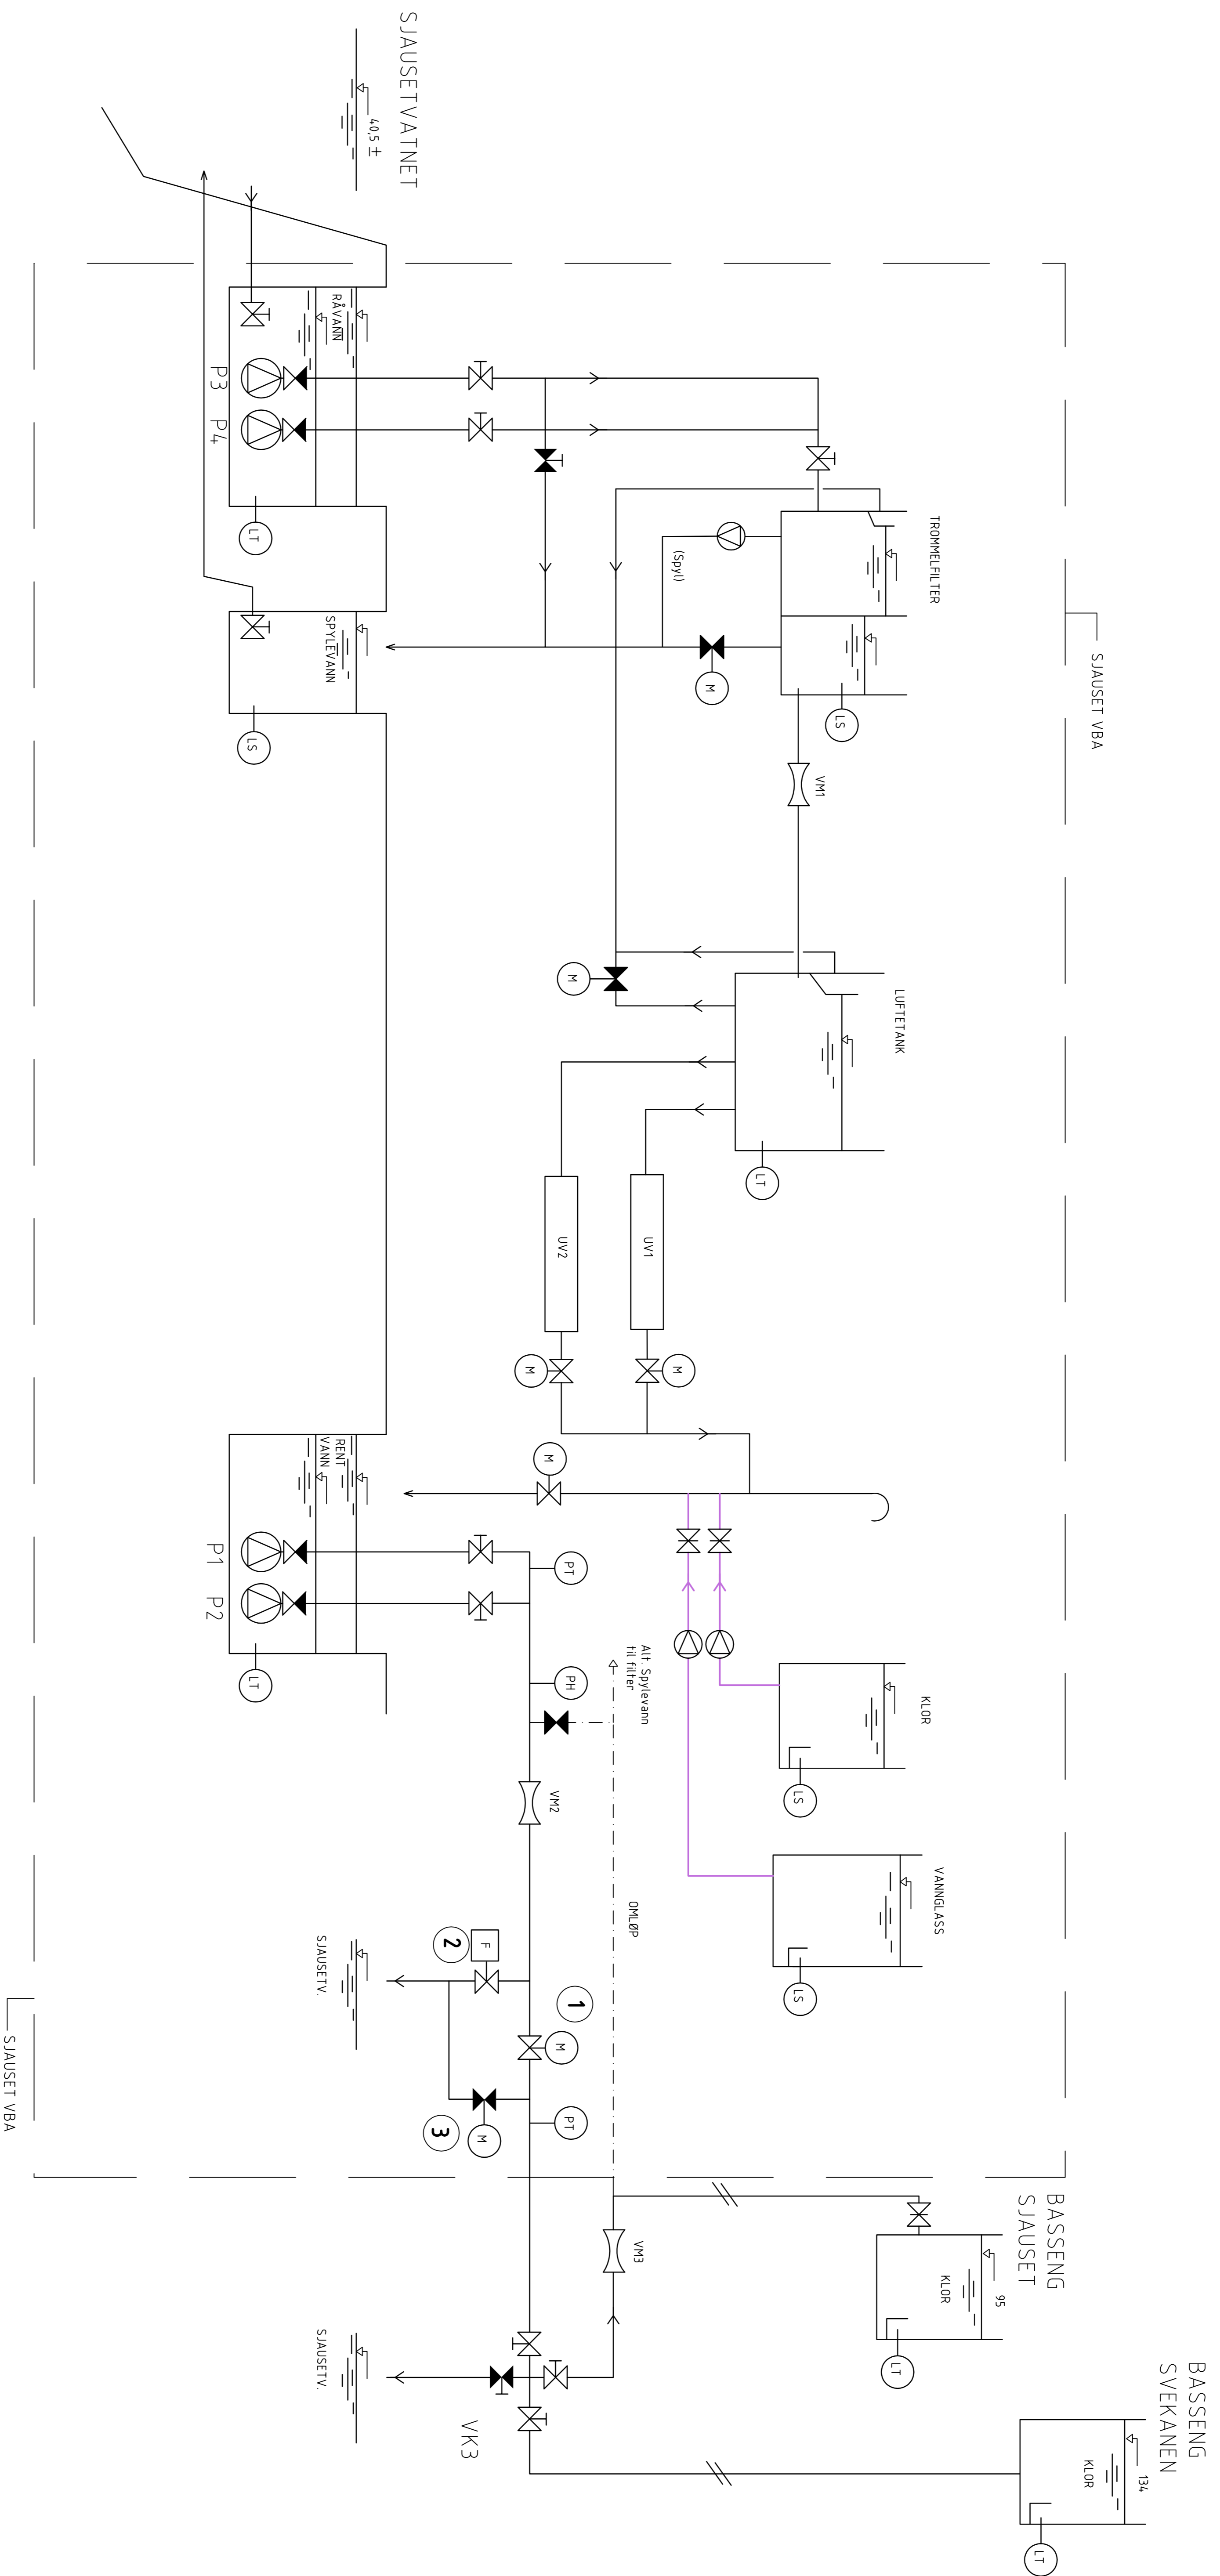 SJAUSETVATNET
40,5 ±
RÅVANN
P3
P4
LT
SPYLEVANN
LS
TROMMELFILTER
(Spyl)
M
LS
SJAUSET VBA
VM1
LUFTETANK
M
LT
UV1
UV2
M
M
M
RENT
VANN
P1
P2
LT
PT
PH
Alt. Spylevann
til filter
VM2
KLOR
LS
VANNGLASS
LS
OMLØP
F
2
1
M
3
M
PT
SJAUSETV.
SJAUSET VBA
BASSENG
SJAUSET
95
KLOR
LT
VM3
SJAUSETV.
VK3
BASSENG
SVEKANEN
134
KLOR
LT